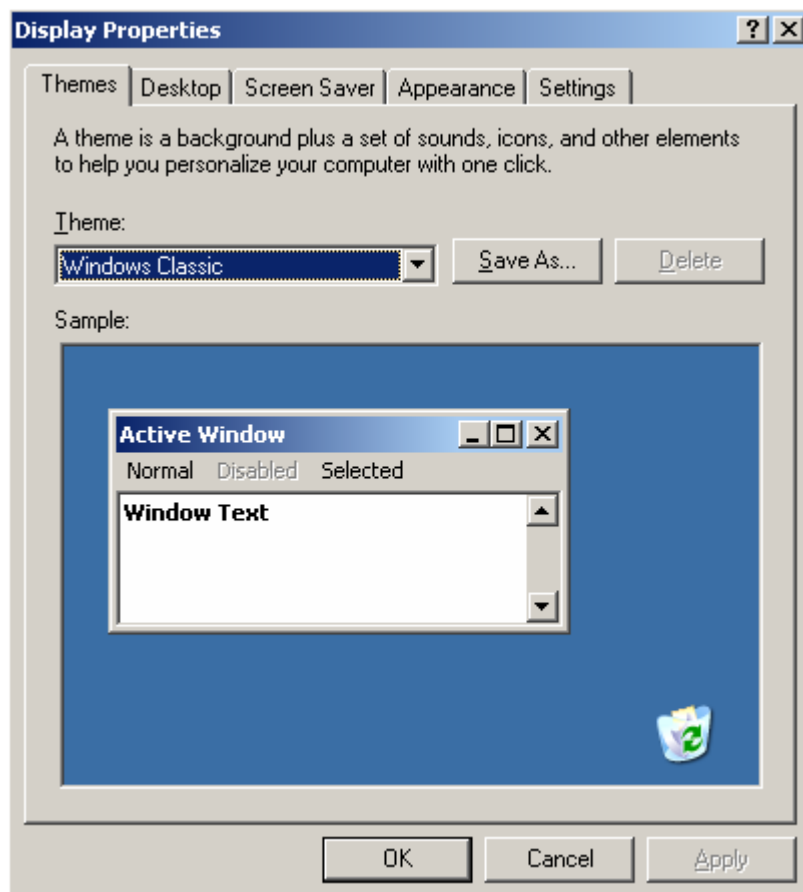 Display Properties
Themes Desktop Screen Saver Appearance Settings
A theme is a background plus a set of sounds, icons, and other elements
to help you personalize your computer with one click.
Theme:
Windows Classic Save As... Delete
Sample:
Active Window
Normal Disabled Selected
Window Text
OK Cancel Apply